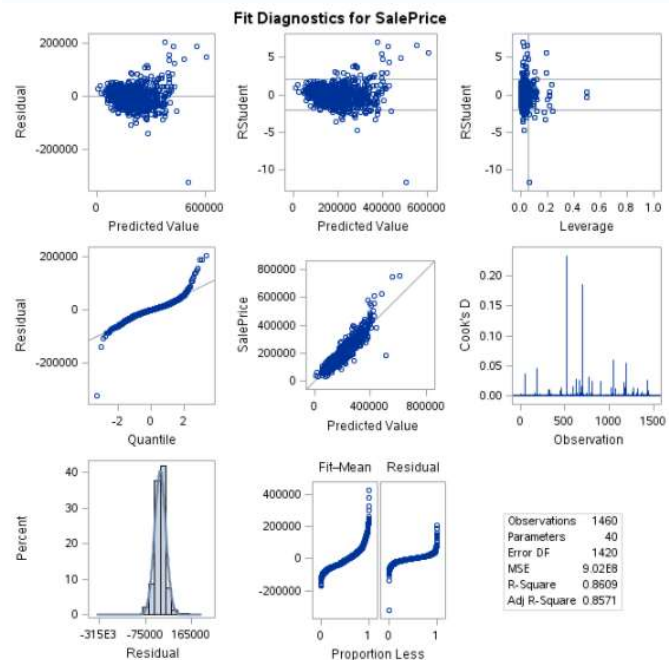 Fit Diagnostics for SalePrice
200000
0
-200000
Residual
0
600000
Predicted Value
5
0
-5
-10
RStudent
200000 400000 600000
Predicted Value
5
0
-5
-10
RStudent
0.0 0.2 0.4 0.6 0.8 1.0
Leverage
200000
0
-200000
Residual
-2 0 2
Quantile
800000
600000
400000
200000
0
SalePrice
0 400000 800000
Predicted Value
0.20
0.15
0.10
0.05
0.00
Cook's D
0 500 1000 1500
Observation
40
30
20
10
0
Percent
-315E3 -75000 165000
Residual
Fit–Mean Residual
400000
200000
0
-200000
0 1 0 1
Proportion Less
Observations 1460
Parameters 40
Error DF 1420
MSE 9.02E8
R-Square 0.8609
Adj R-Square 0.8571